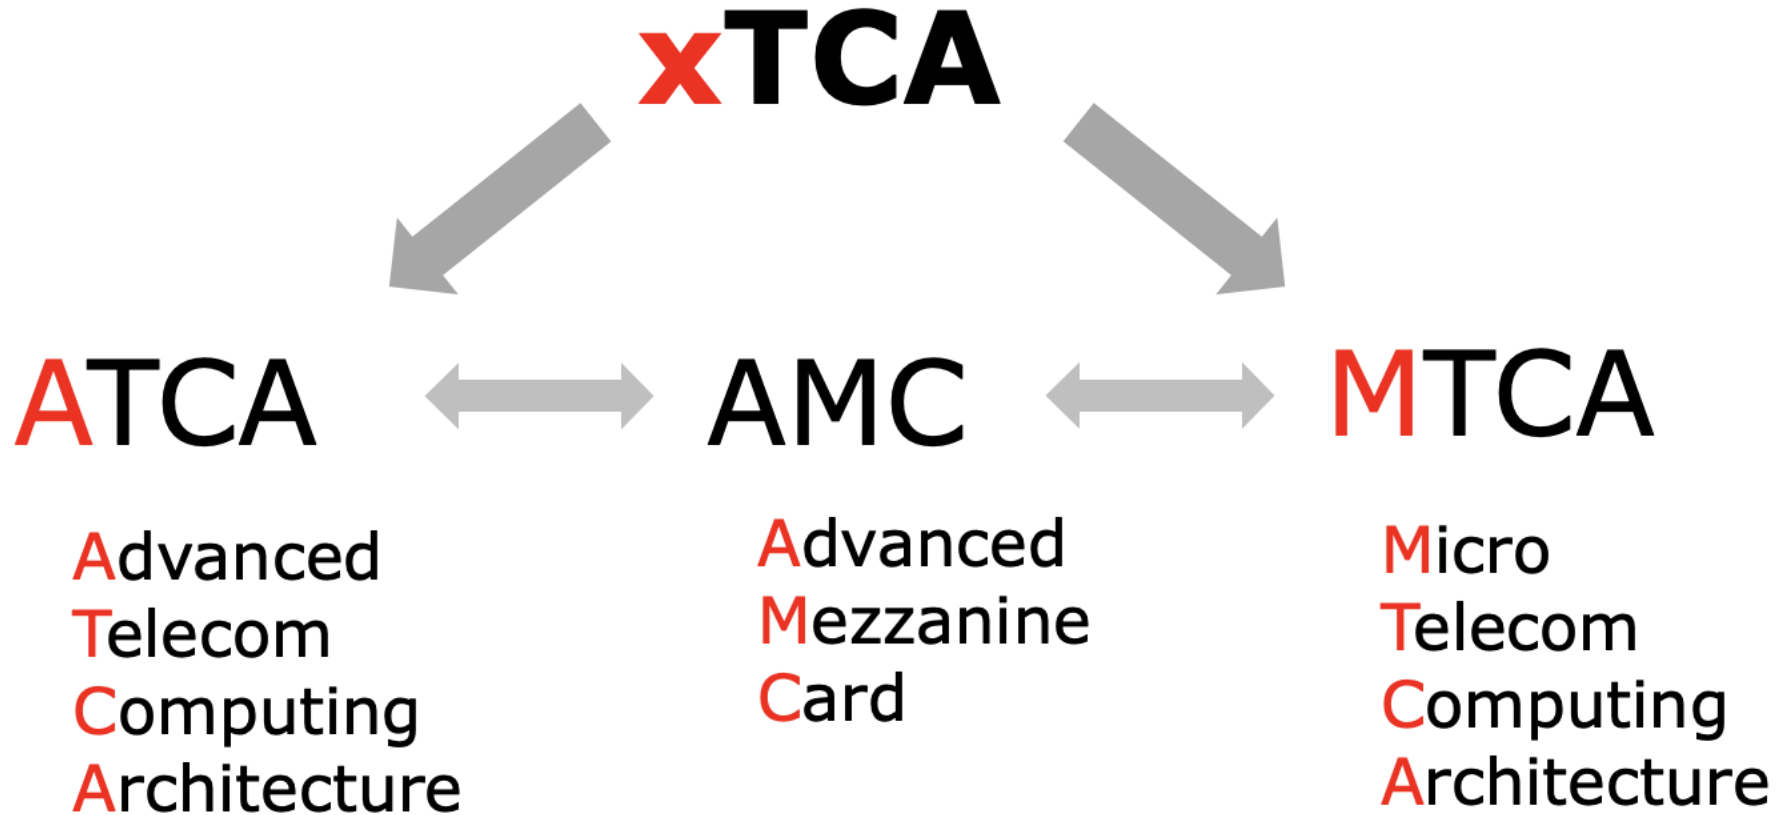 xTCA
ATCA
AMC
MTCA
Advanced
Telecom
Computing
Architecture
Advanced
Mezzanine
Card
Micro
Telecom
Computing
Architecture